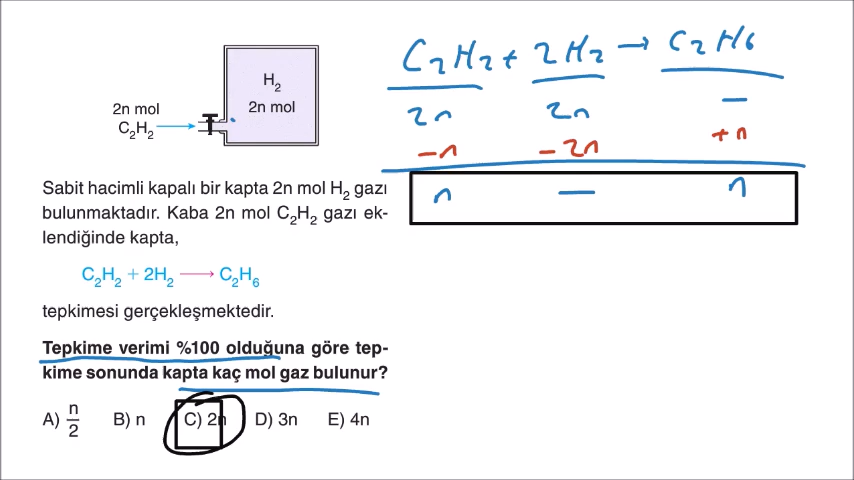 H₂
2n mol
2n mol
C₂H₂
Sabit hacimli kapalı bir kapta 2n mol H₂ gazı
bulunmaktadır. Kaba 2n mol C₂H₂ gazı ek-
lendiğinde kapta,
C₂H₂ + 2H₂ ⟶ C₂H₆
tepkimesi gerçekleşmektedir.
Tepkime verimi %100 olduğuna göre tep-
kime sonunda kapta kaç mol gaz bulunur?
A) n/2 B) n C) 2n D) 3n E) 4n
C₂H₂ + 2H₂ → C₂H₆
2n 2n –
–n –2n +n
n – n